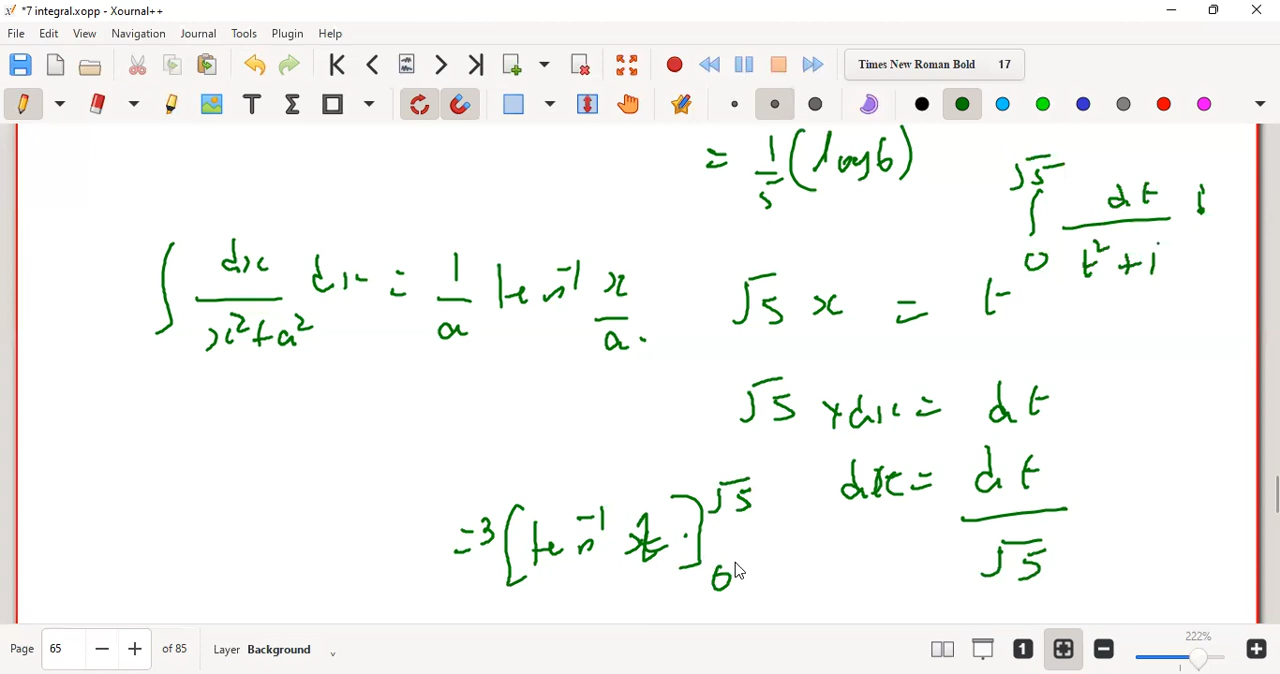 *7 integral.xopp - Xournal++
File Edit View Navigation Journal Tools Plugin Help
Times New Roman Bold 17
= 1/5 (log 6)
∫ dx/(x²+a²) dx = 1/a tan⁻¹ x/a.
∫₀^√5 dt/(t²+1)
√5 x = t
√5 × dx = dt
dx = dt/√5
= 3 [tan⁻¹ t.]₀^√5
Page 65 of 85 Layer Background 222%